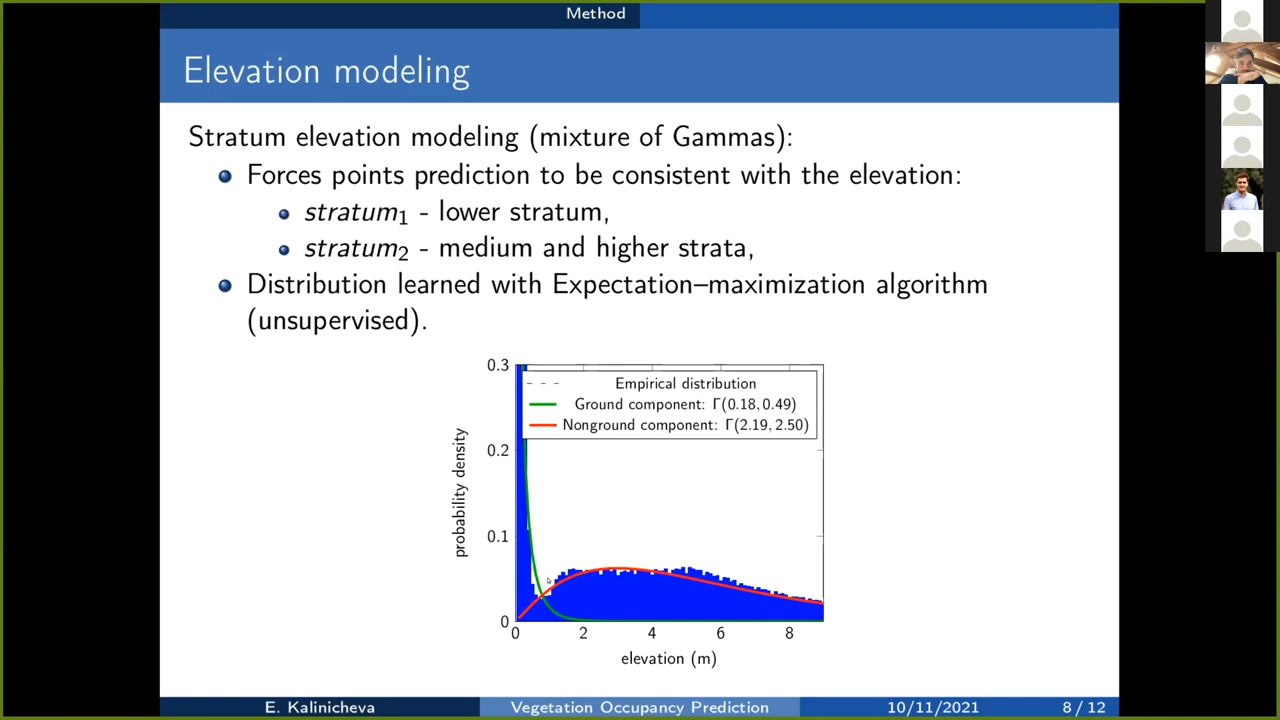 Method
Elevation modeling
Stratum elevation modeling (mixture of Gammas):
Forces points prediction to be consistent with the elevation:
stratum1 - lower stratum,
stratum2 - medium and higher strata,
Distribution learned with Expectation–maximization algorithm
(unsupervised).
0.3
0.2
0.1
0
probability density
Empirical distribution
Ground component: Γ(0.18, 0.49)
Nonground component: Γ(2.19, 2.50)
0 2 4 6 8
elevation (m)
E. Kalinicheva Vegetation Occupancy Prediction 10/11/2021 8 / 12